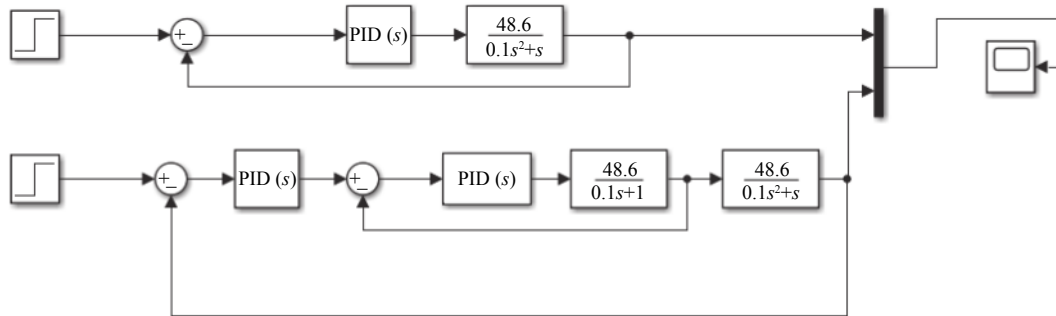 +
−
PID (s)
48.6
0.1s²+s
+
−
PID (s)
+
−
PID (s)
48.6
0.1s+1
48.6
0.1s²+s